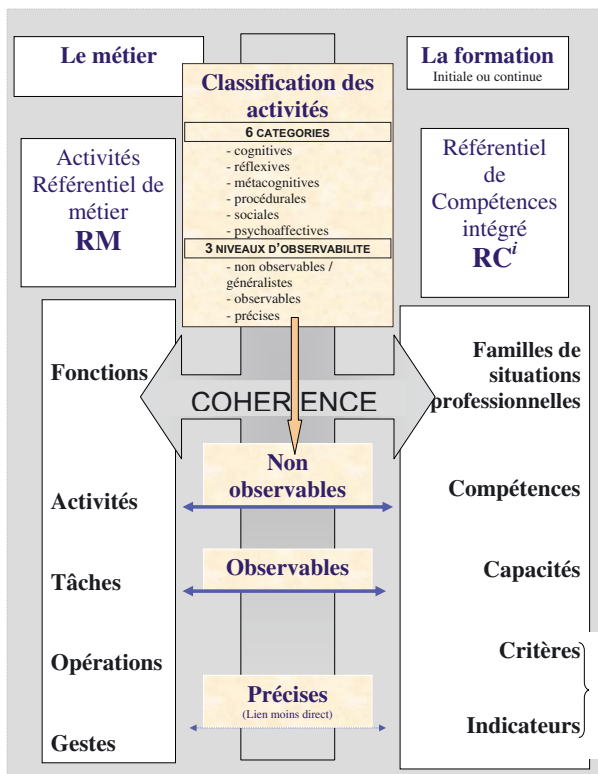 Le métier
La formation
Initiale ou continue
Classification des
activités
6 CATEGORIES
- cognitives
- réflexives
- métacognitives
- procédurales
- sociales
- psychoaffectives
3 NIVEAUX D'OBSERVABILITE
- non observables /
généralistes
- observables
- précises
Activités
Référentiel de
métier
RM
Référentiel
de
Compétences
intégré
RCⁱ
Fonctions
COHERENCE
Familles de
situations
professionnelles
Non
observables
Activités
Compétences
Observables
Tâches
Capacités
Opérations
Critères
Précises
(Lien moins direct)
Gestes
Indicateurs